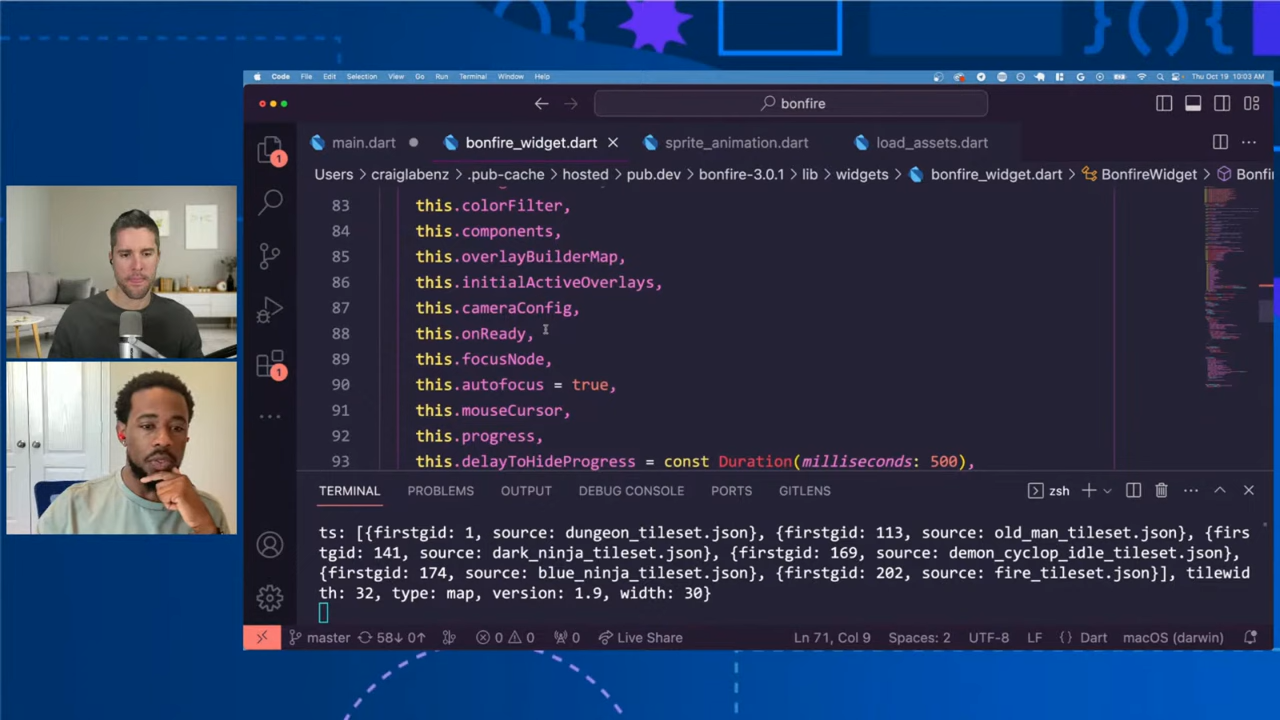 Code File Edit Selection View Go Run Terminal Window Help Thu Oct 19 10:03 AM
bonfire
main.dart bonfire_widget.dart sprite_animation.dart load_assets.dart
Users > craiglabenz > .pub-cache > hosted > pub.dev > bonfire-3.0.1 > lib > widgets > bonfire_widget.dart > BonfireWidget > Bonfi
83 this.colorFilter,
84 this.components,
85 this.overlayBuilderMap,
86 this.initialActiveOverlays,
87 this.cameraConfig,
88 this.onReady,
89 this.focusNode,
90 this.autofocus = true,
91 this.mouseCursor,
92 this.progress,
93 this.delayToHideProgress = const Duration(milliseconds: 500),
1
1
TERMINAL PROBLEMS OUTPUT DEBUG CONSOLE PORTS GITLENS zsh
ts: [{firstgid: 1, source: dungeon_tileset.json}, {firstgid: 113, source: old_man_tileset.json}, {firs
tgid: 141, source: dark_ninja_tileset.json}, {firstgid: 169, source: demon_cyclop_idle_tileset.json},
{firstgid: 174, source: blue_ninja_tileset.json}, {firstgid: 202, source: fire_tileset.json}], tilewid
th: 32, type: map, version: 1.9, width: 30}
master 58↓ 0↑ 0 0 0 Live Share Ln 71, Col 9 Spaces: 2 UTF-8 LF {} Dart macOS (darwin)